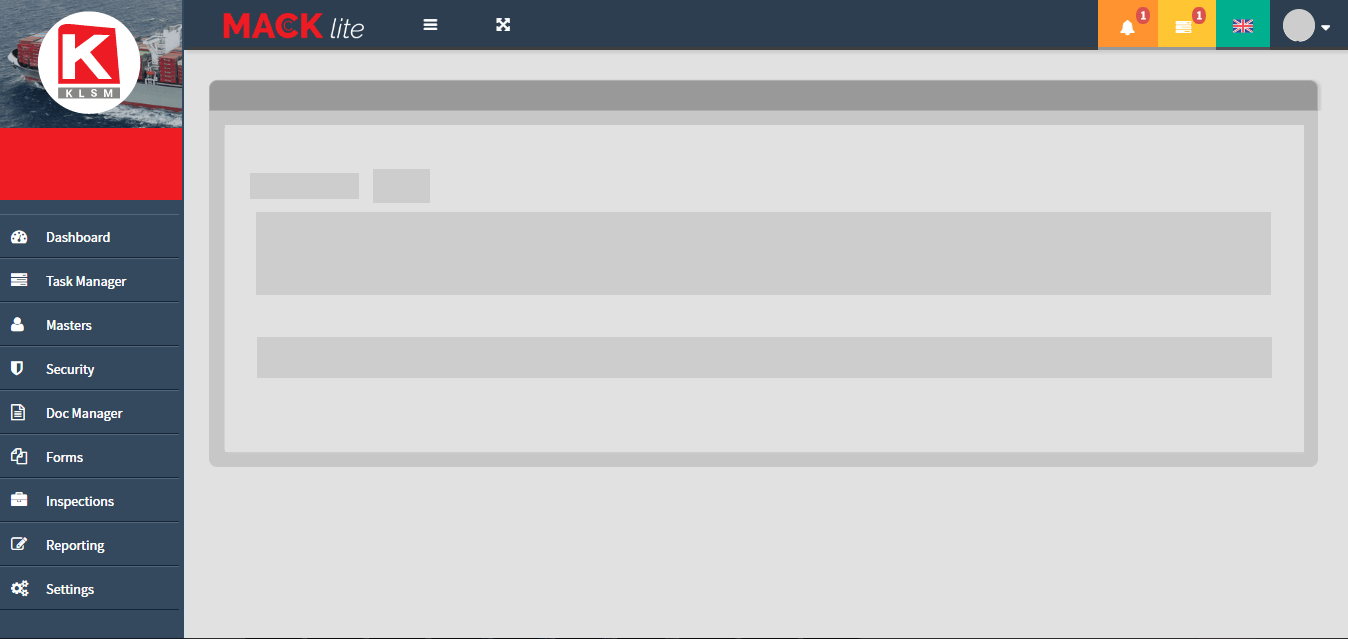 KLSM
MACK lite
1
1
Dashboard
Task Manager
Masters
Security
Doc Manager
Forms
Inspections
Reporting
Settings